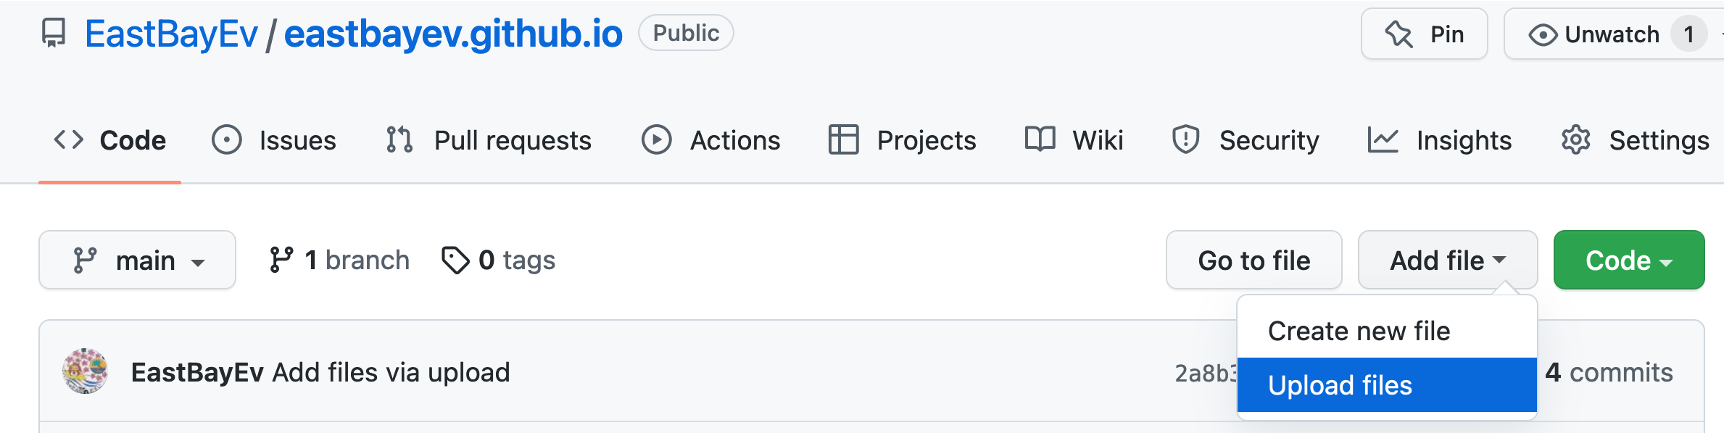 EastBayEv / eastbayev.github.io Public Pin Unwatch 1
Code Issues Pull requests Actions Projects Wiki Security Insights Settings
main 1 branch 0 tags Go to file Add file Code
Create new file
EastBayEv Add files via upload 2a8b3 4 commits
Upload files